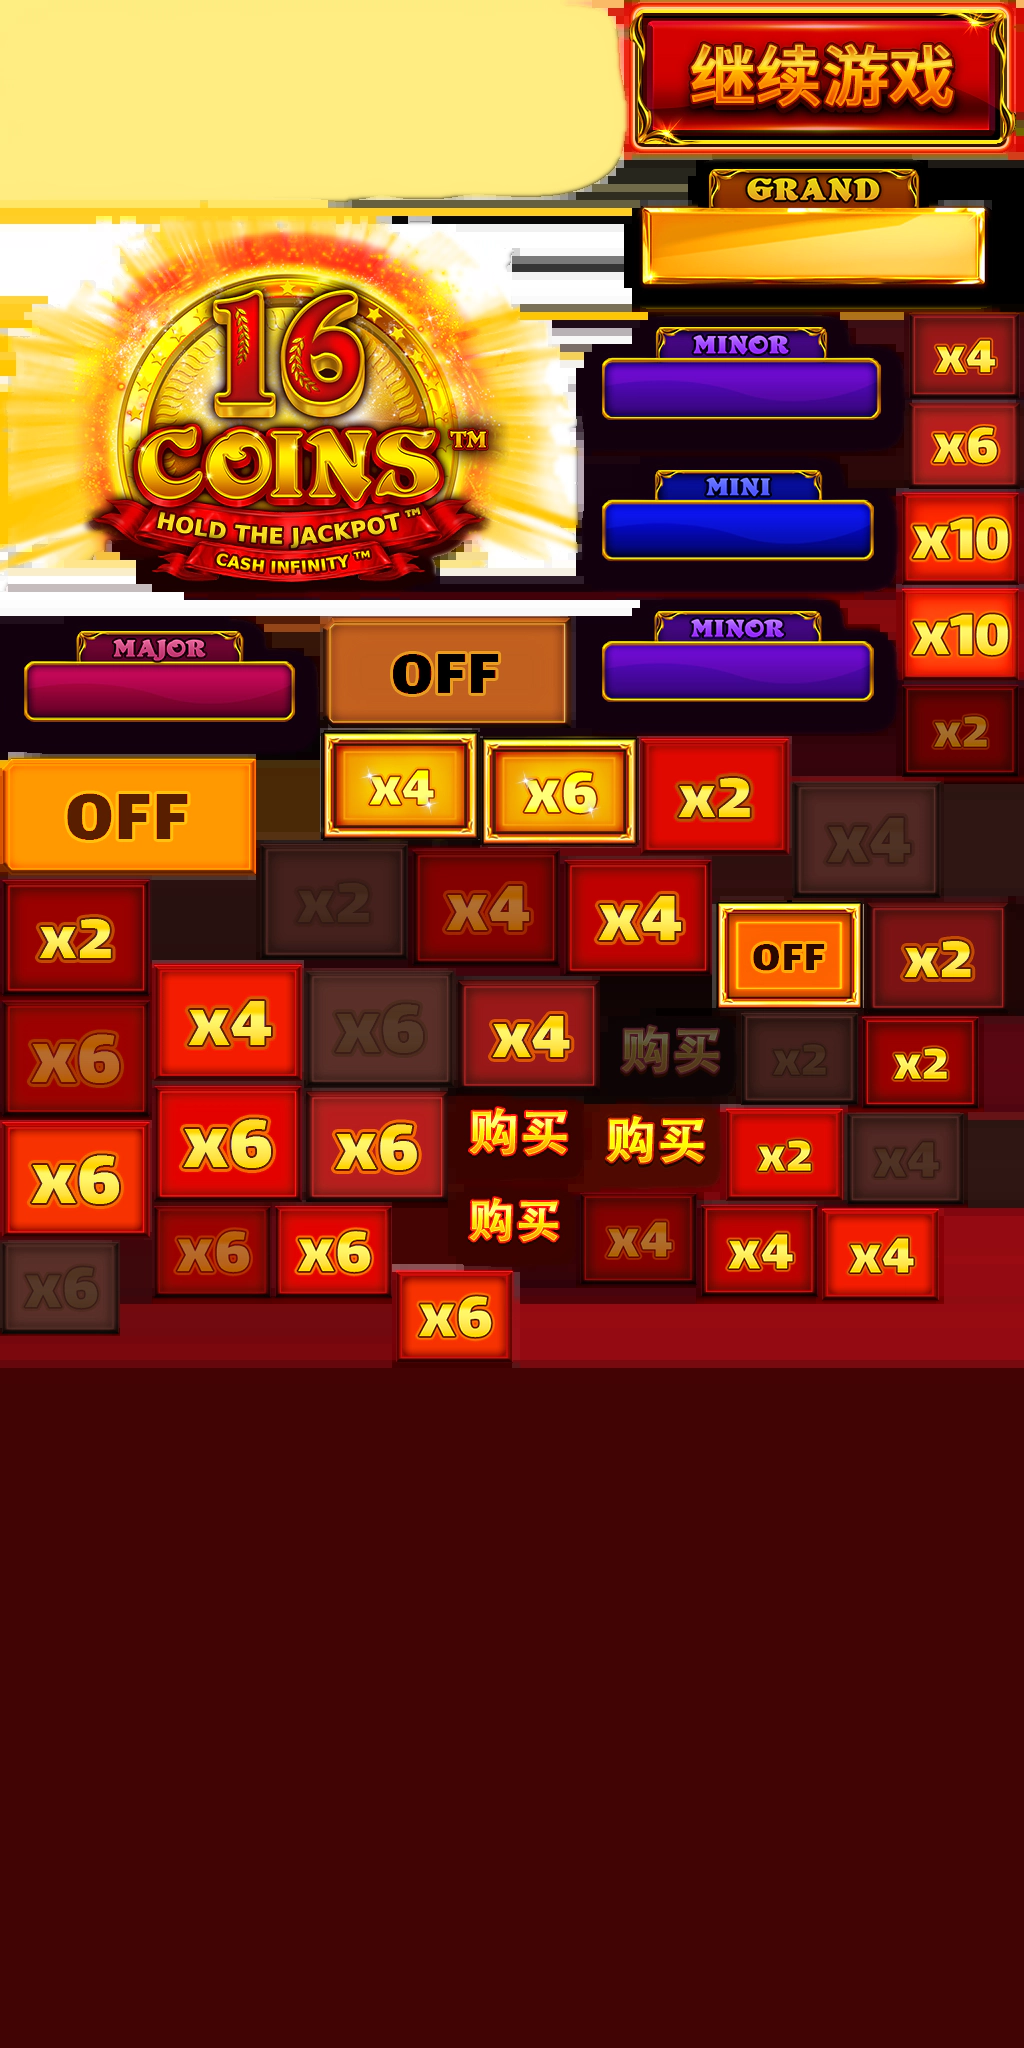 继续游戏
GRAND
16
COINS™
HOLD THE JACKPOT™
CASH INFINITY™
MINOR
x4
x6
MINI
x10
MINOR
x10
MAJOR
OFF
x2
x4
x6
x2
OFF
x4
x2
x4
x4
x2
OFF
x2
x6
x4
x6
x4
购买
x2
x2
x6
x6
x6
购买
购买
x2
x4
购买
x6
x6
x6
x4
x4
x4
x6